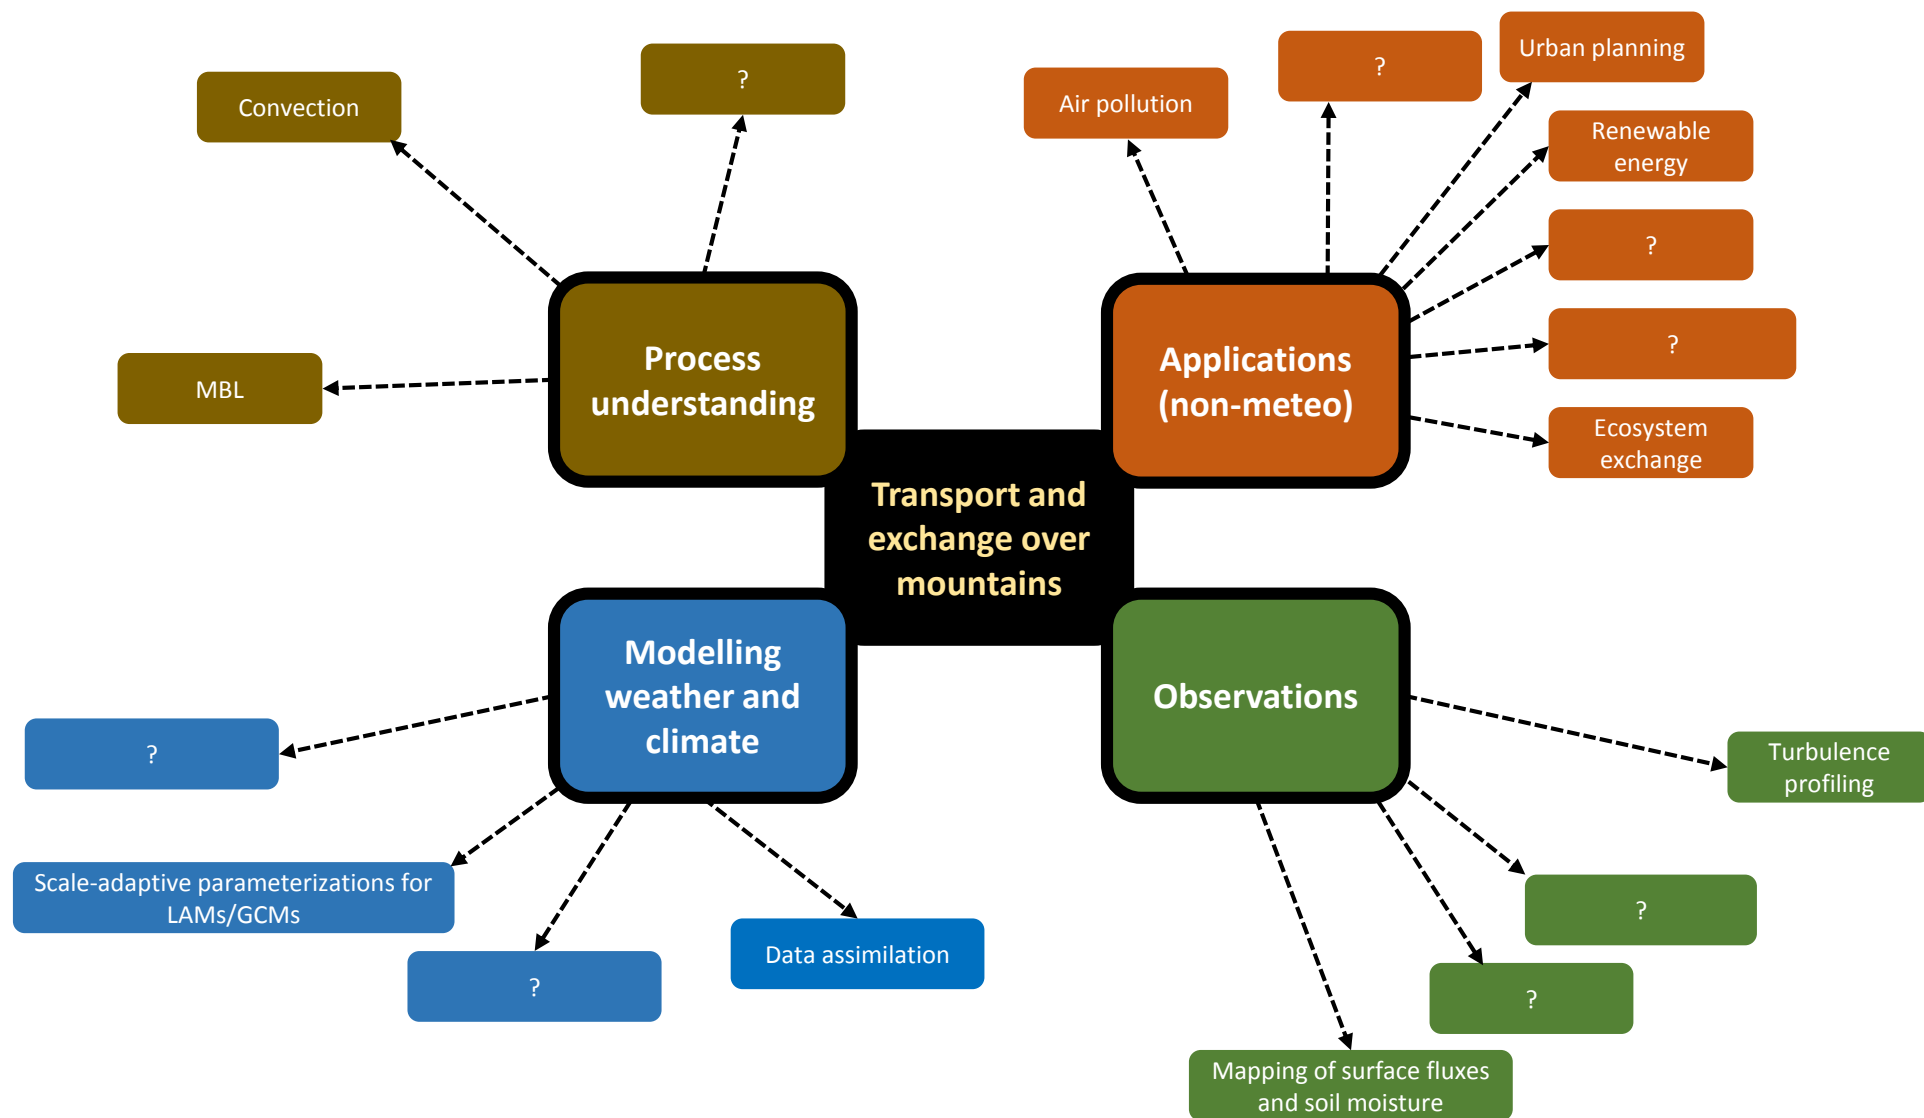 Convection
?
MBL
Process
understanding
Air pollution
?
Urban planning
Renewable
energy
?
?
Ecosystem
exchange
Applications
(non-meteo)
Transport and
exchange over
mountains
Modelling
weather and
climate
?
Scale-adaptive parameterizations for
LAMs/GCMs
?
Data assimilation
Observations
Turbulence
profiling
?
?
Mapping of surface fluxes
and soil moisture